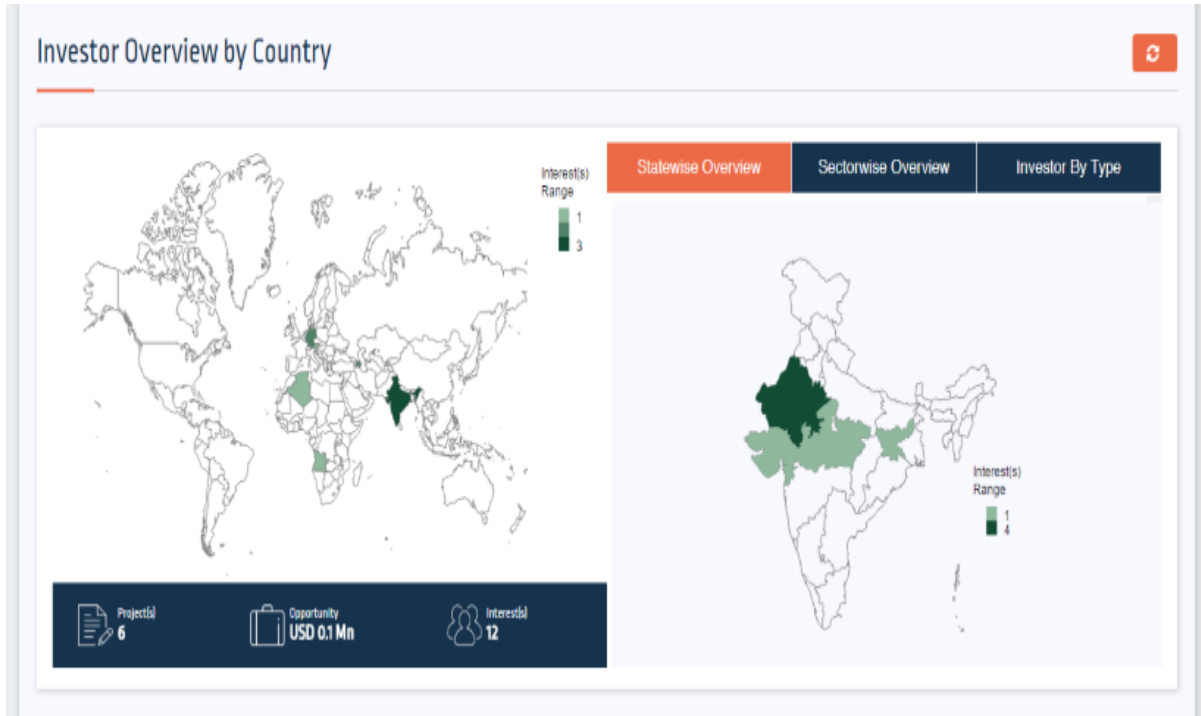 Investor Overview by Country
Interest(s)
Range
1
3
Project(s)
6
Opportunity
USD 0.1 Mn
Interest(s)
12
Statewise Overview
Sectorwise Overview
Investor By Type
Interest(s)
Range
1
4